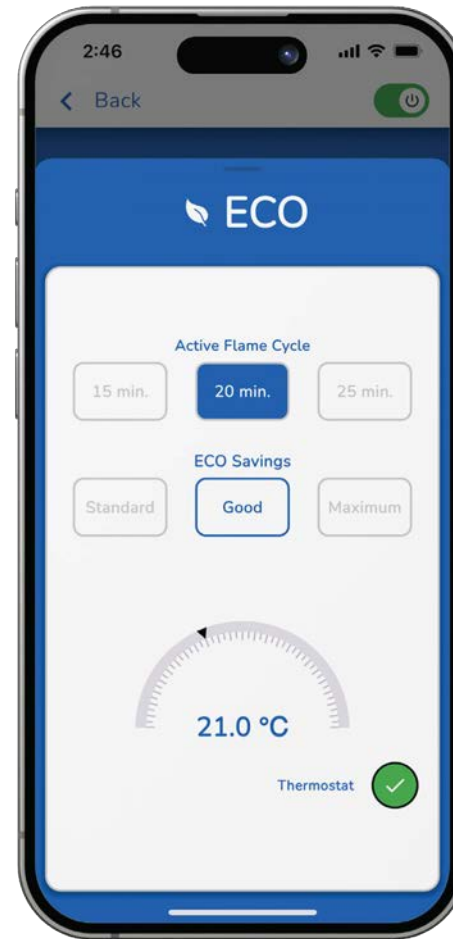 2:46
Back
ECO
Active Flame Cycle
15 min. 20 min. 25 min.
ECO Savings
Standard Good Maximum
21.0 °C
Thermostat